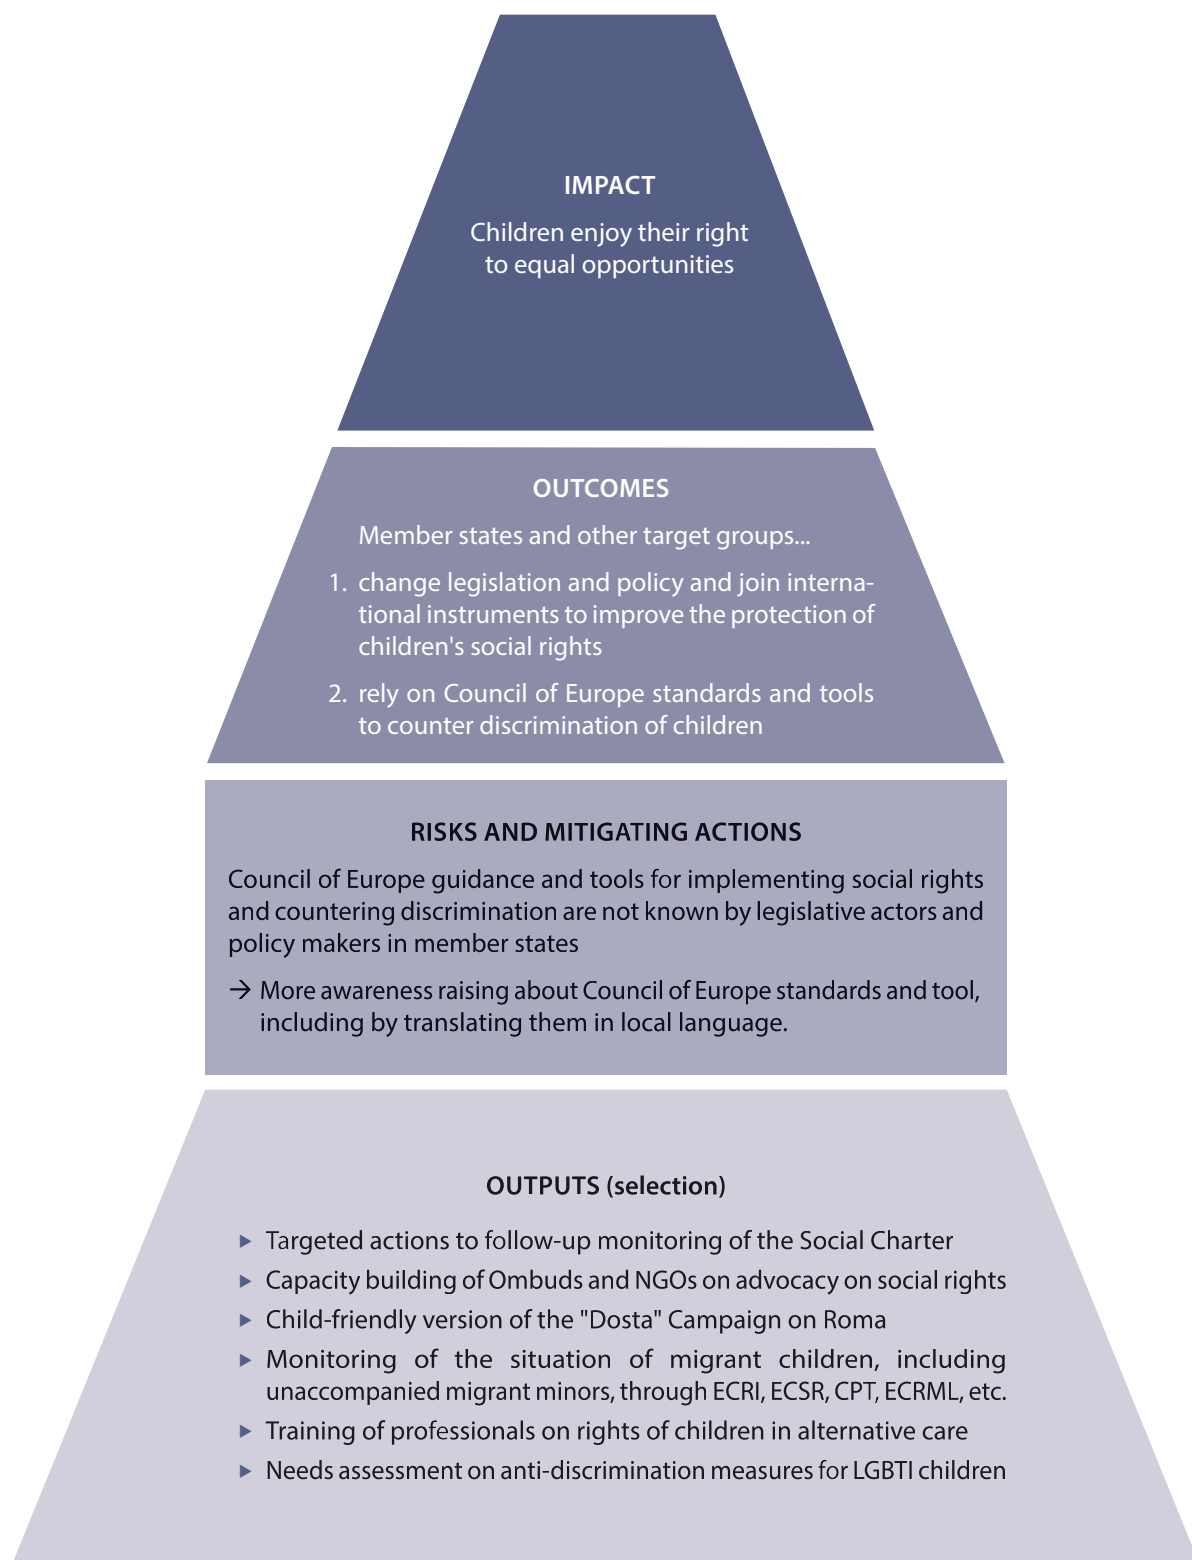 IMPACT
Children enjoy their right
to equal opportunities
OUTCOMES
Member states and other target groups...
1. change legislation and policy and join interna-
tional instruments to improve the protection of
children's social rights
2. rely on Council of Europe standards and tools
to counter discrimination of children
RISKS AND MITIGATING ACTIONS
Council of Europe guidance and tools for implementing social rights
and countering discrimination are not known by legislative actors and
policy makers in member states
→ More awareness raising about Council of Europe standards and tool,
including by translating them in local language.
OUTPUTS (selection)
▶ Targeted actions to follow-up monitoring of the Social Charter
▶ Capacity building of Ombuds and NGOs on advocacy on social rights
▶ Child-friendly version of the "Dosta" Campaign on Roma
▶ Monitoring of the situation of migrant children, including
unaccompanied migrant minors, through ECRI, ECSR, CPT, ECRML, etc.
▶ Training of professionals on rights of children in alternative care
▶ Needs assessment on anti-discrimination measures for LGBTI children